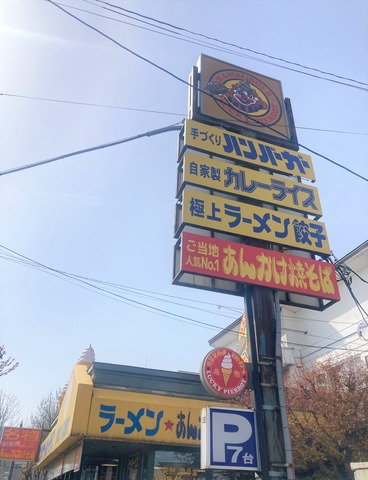 手づくりハンバーガー
自家製カレーライス
極上ラーメン餃子
ご当地
人気No.1
あんかけ焼そば
LUCKY PIERROT
ラーメン★あん
P
7台